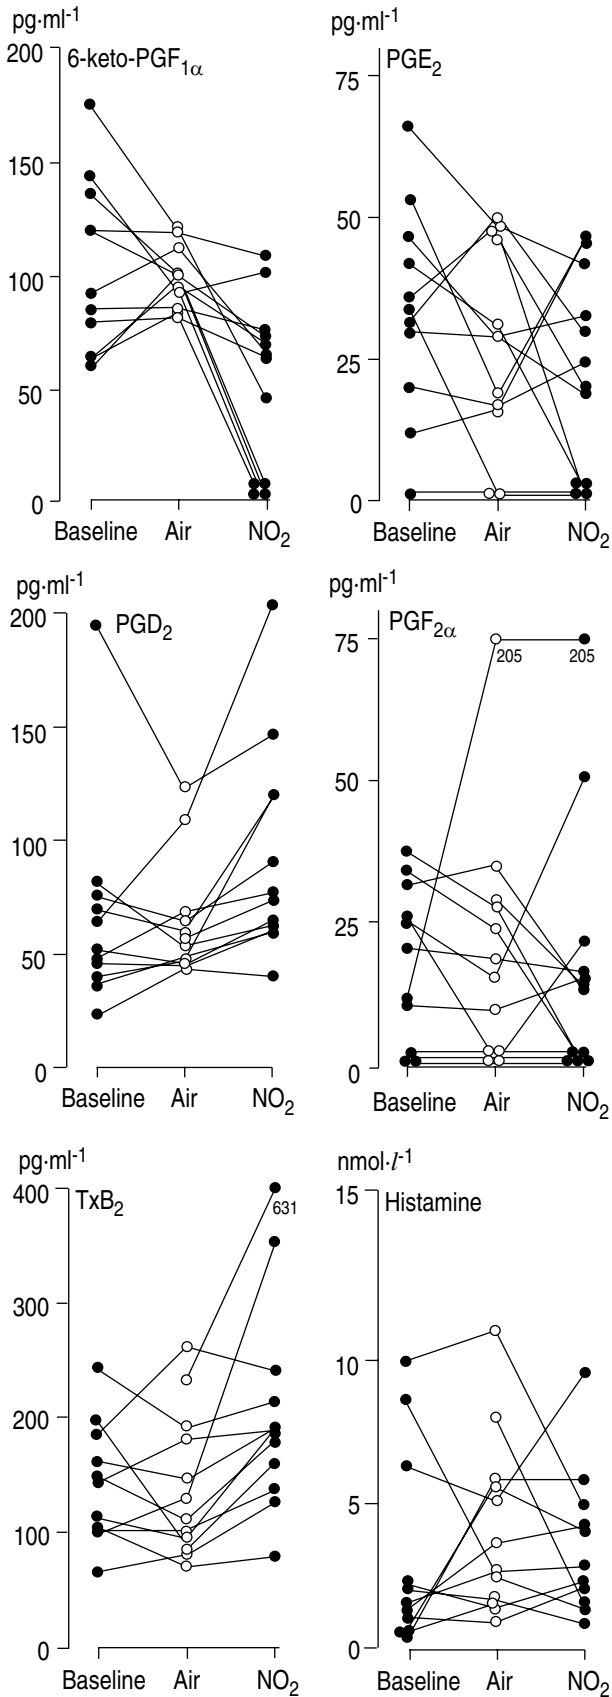 pg·ml⁻¹
6-keto-PGF₁α
200
150
100
50
0
Baseline Air NO₂
pg·ml⁻¹
PGE₂
75
50
25
0
Baseline Air NO₂
pg·ml⁻¹
PGD₂
200
150
100
50
0
Baseline Air NO₂
pg·ml⁻¹
PGF₂α
75
205 205
50
25
0
Baseline Air NO₂
pg·ml⁻¹
TxB₂
400
631
300
200
100
0
Baseline Air NO₂
nmol·l⁻¹
15
Histamine
10
5
0
Baseline Air NO₂